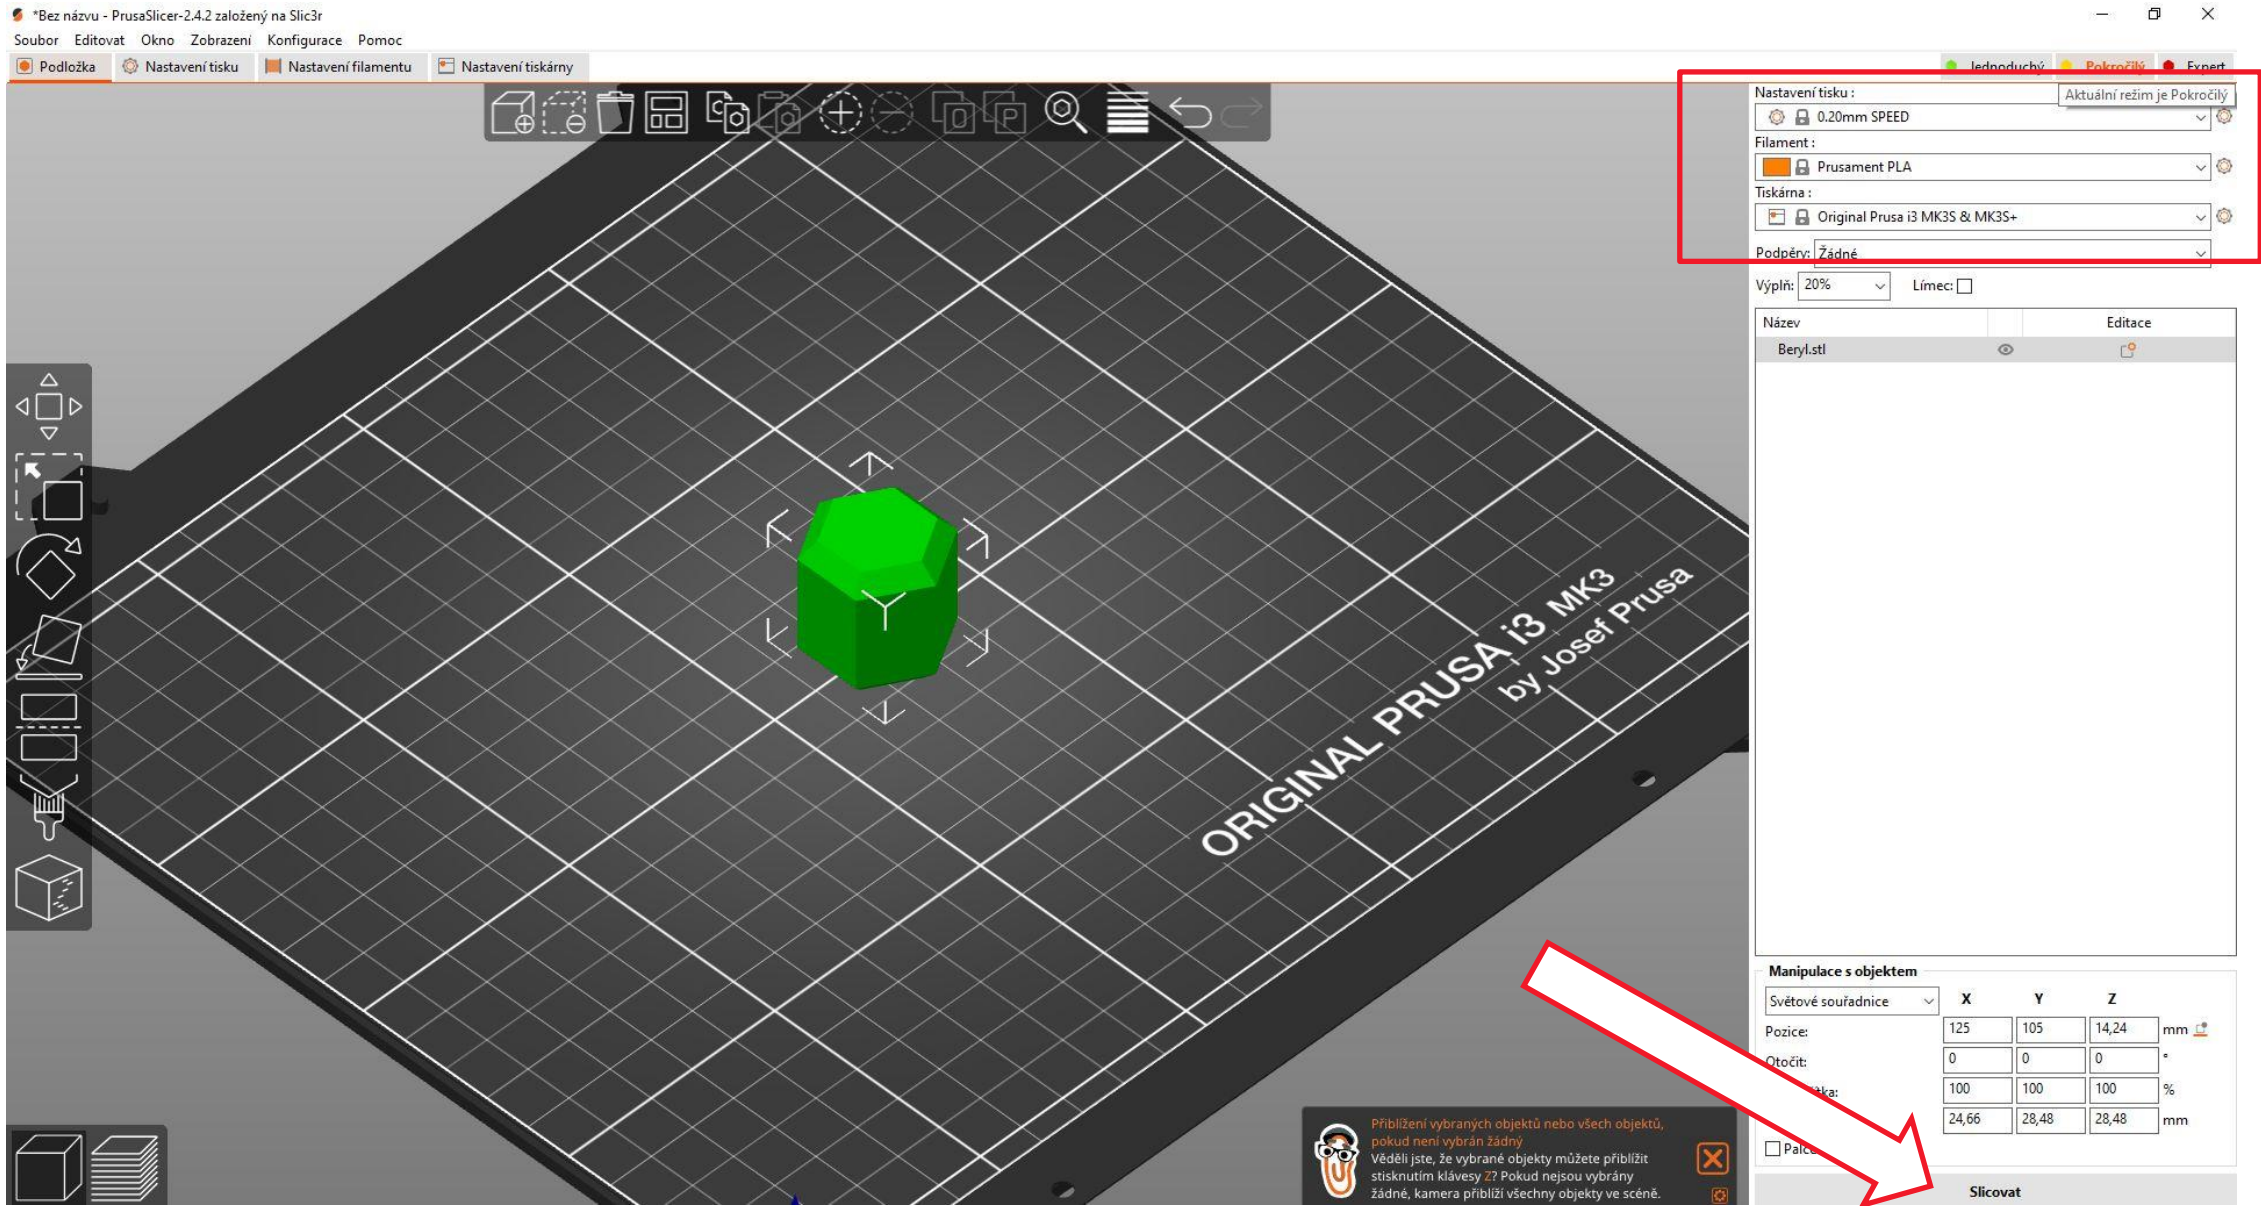 *Bez názvu - PrusaSlicer-2.4.2 založený na Slic3r
Soubor Editovat Okno Zobrazení Konfigurace Pomoc
Podložka Nastavení tisku Nastavení filamentu Nastavení tiskárny
Jednoduchý Pokročilý Expert
Nastavení tisku :
Aktuální režim je Pokročilý
0.20mm SPEED
Filament :
Prusament PLA
Tiskárna :
Original Prusa i3 MK3S & MK3S+
Podpěry: Žádné
Výplň: 20% Límec:
Název Editace
Beryl.stl
ORIGINAL PRUSA i3 MK3
by Josef Prusa
Manipulace s objektem
Světové souřadnice X Y Z
Pozice: 125 105 14,24 mm
Otočit: 0 0 0 °
100 100 100 %
24,66 28,48 28,48 mm
Přiblížení vybraných objektů nebo všech objektů,
pokud není vybrán žádný
Věděli jste, že vybrané objekty můžete přiblížit
stisknutím klávesy Z? Pokud nejsou vybrány
žádné, kamera přiblíží všechny objekty ve scéně.
Slicovat